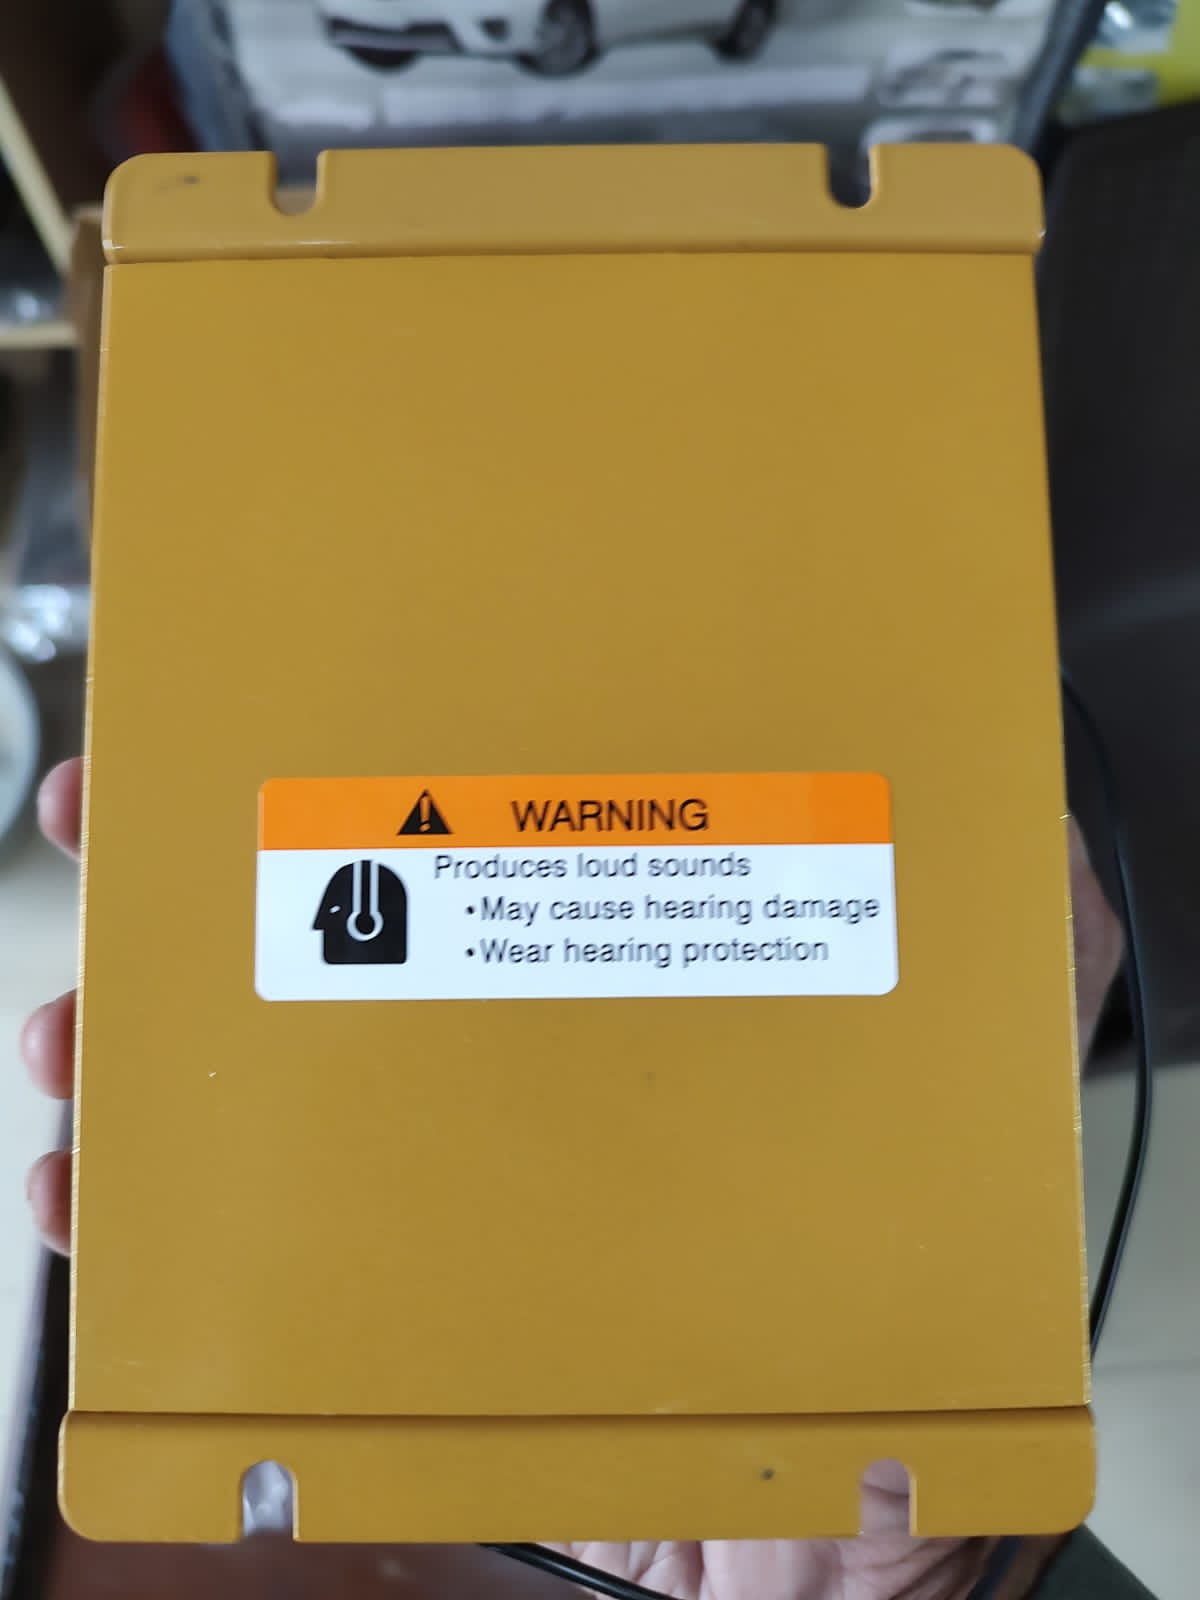 WARNING
Produces loud sounds
•May cause hearing damage
•Wear hearing protection